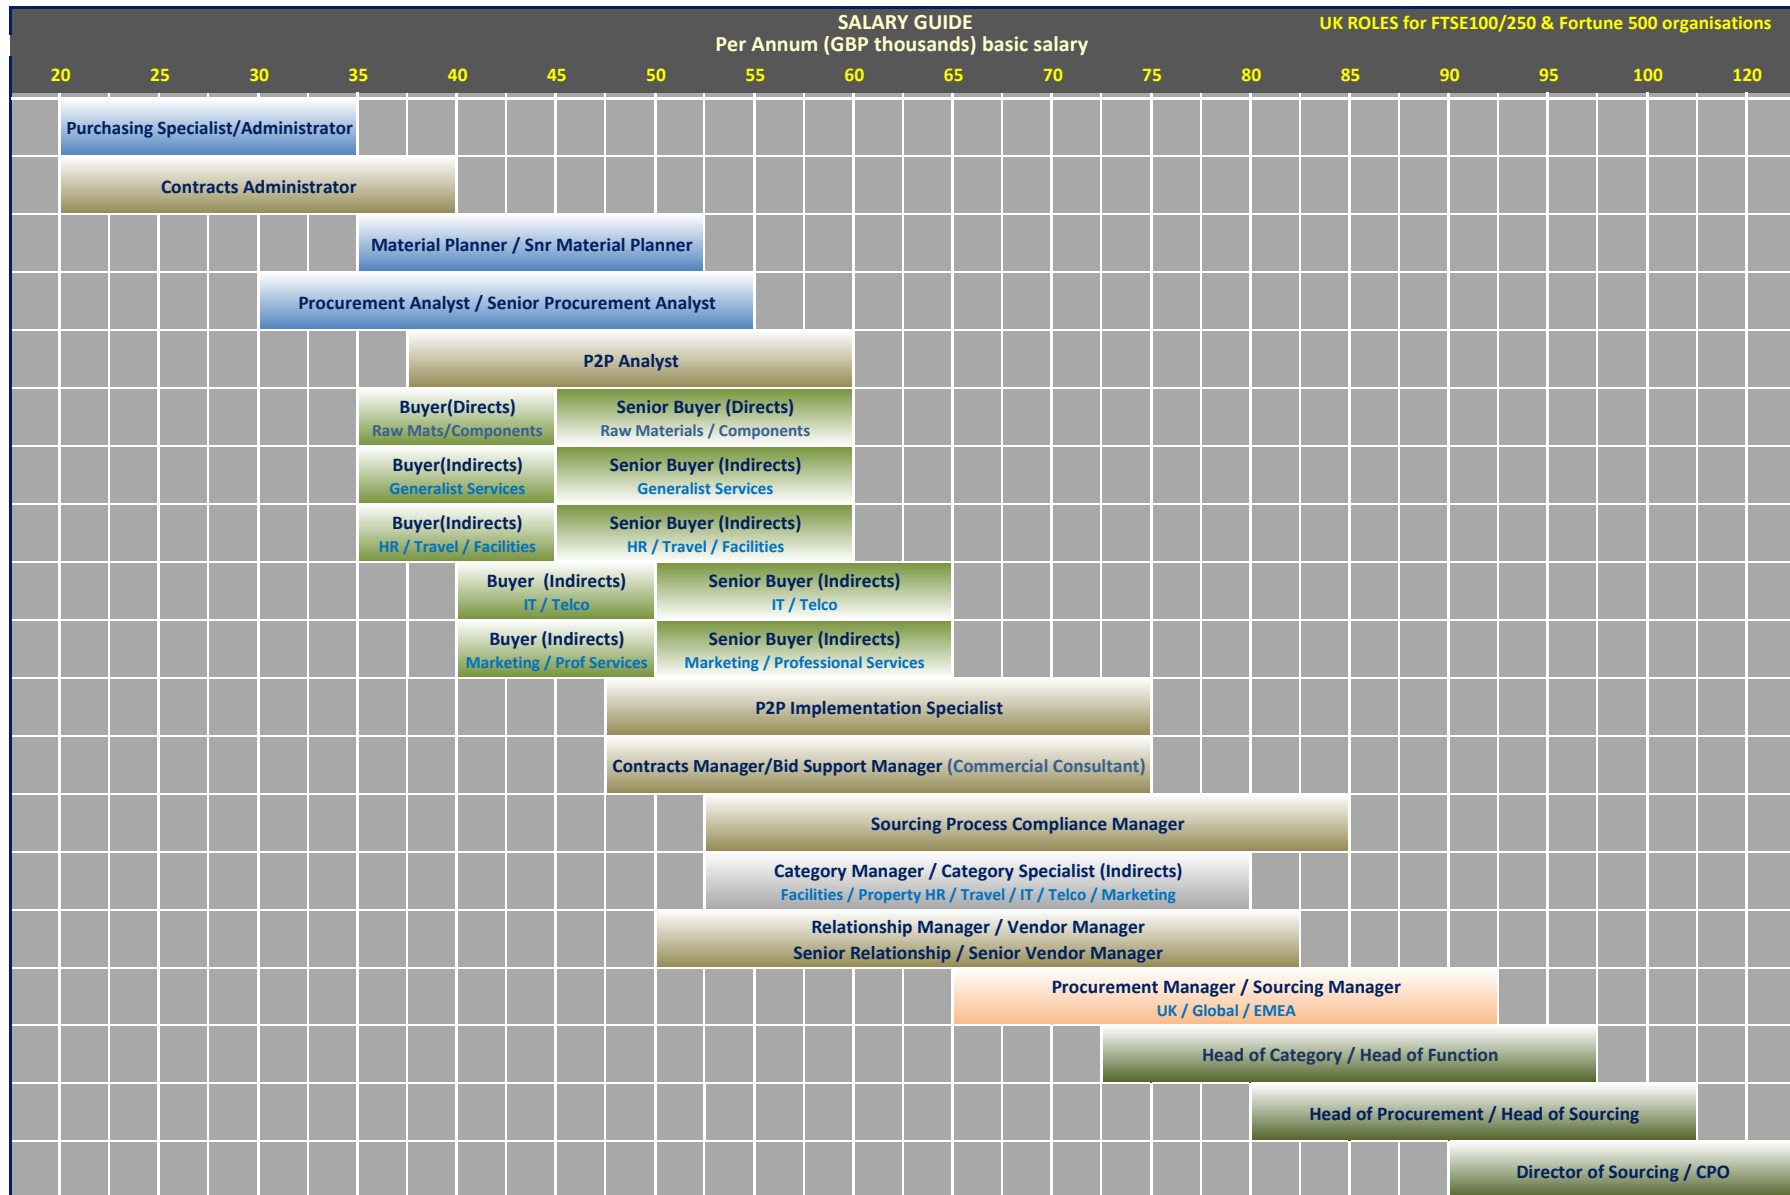 SALARY GUIDE
UK ROLES for FTSE100/250 & Fortune 500 organisations
Per Annum (GBP thousands) basic salary
20 25 30 35 40 45 50 55 60 65 70 75 80 85 90 95 100 120
Purchasing Specialist/Administrator
Contracts Administrator
Material Planner / Snr Material Planner
Procurement Analyst / Senior Procurement Analyst
P2P Analyst
Buyer(Directs)
Raw Mats/Components
Senior Buyer (Directs)
Raw Materials / Components
Buyer(Indirects)
Generalist Services
Senior Buyer (Indirects)
Generalist Services
Buyer(Indirects)
HR / Travel / Facilities
Senior Buyer (Indirects)
HR / Travel / Facilities
Buyer (Indirects)
IT / Telco
Senior Buyer (Indirects)
IT / Telco
Buyer (Indirects)
Marketing / Prof Services
Senior Buyer (Indirects)
Marketing / Professional Services
P2P Implementation Specialist
Contracts Manager/Bid Support Manager (Commercial Consultant)
Sourcing Process Compliance Manager
Category Manager / Category Specialist (Indirects)
Facilities / Property HR / Travel / IT / Telco / Marketing
Relationship Manager / Vendor Manager
Senior Relationship / Senior Vendor Manager
Procurement Manager / Sourcing Manager
UK / Global / EMEA
Head of Category / Head of Function
Head of Procurement / Head of Sourcing
Director of Sourcing / CPO